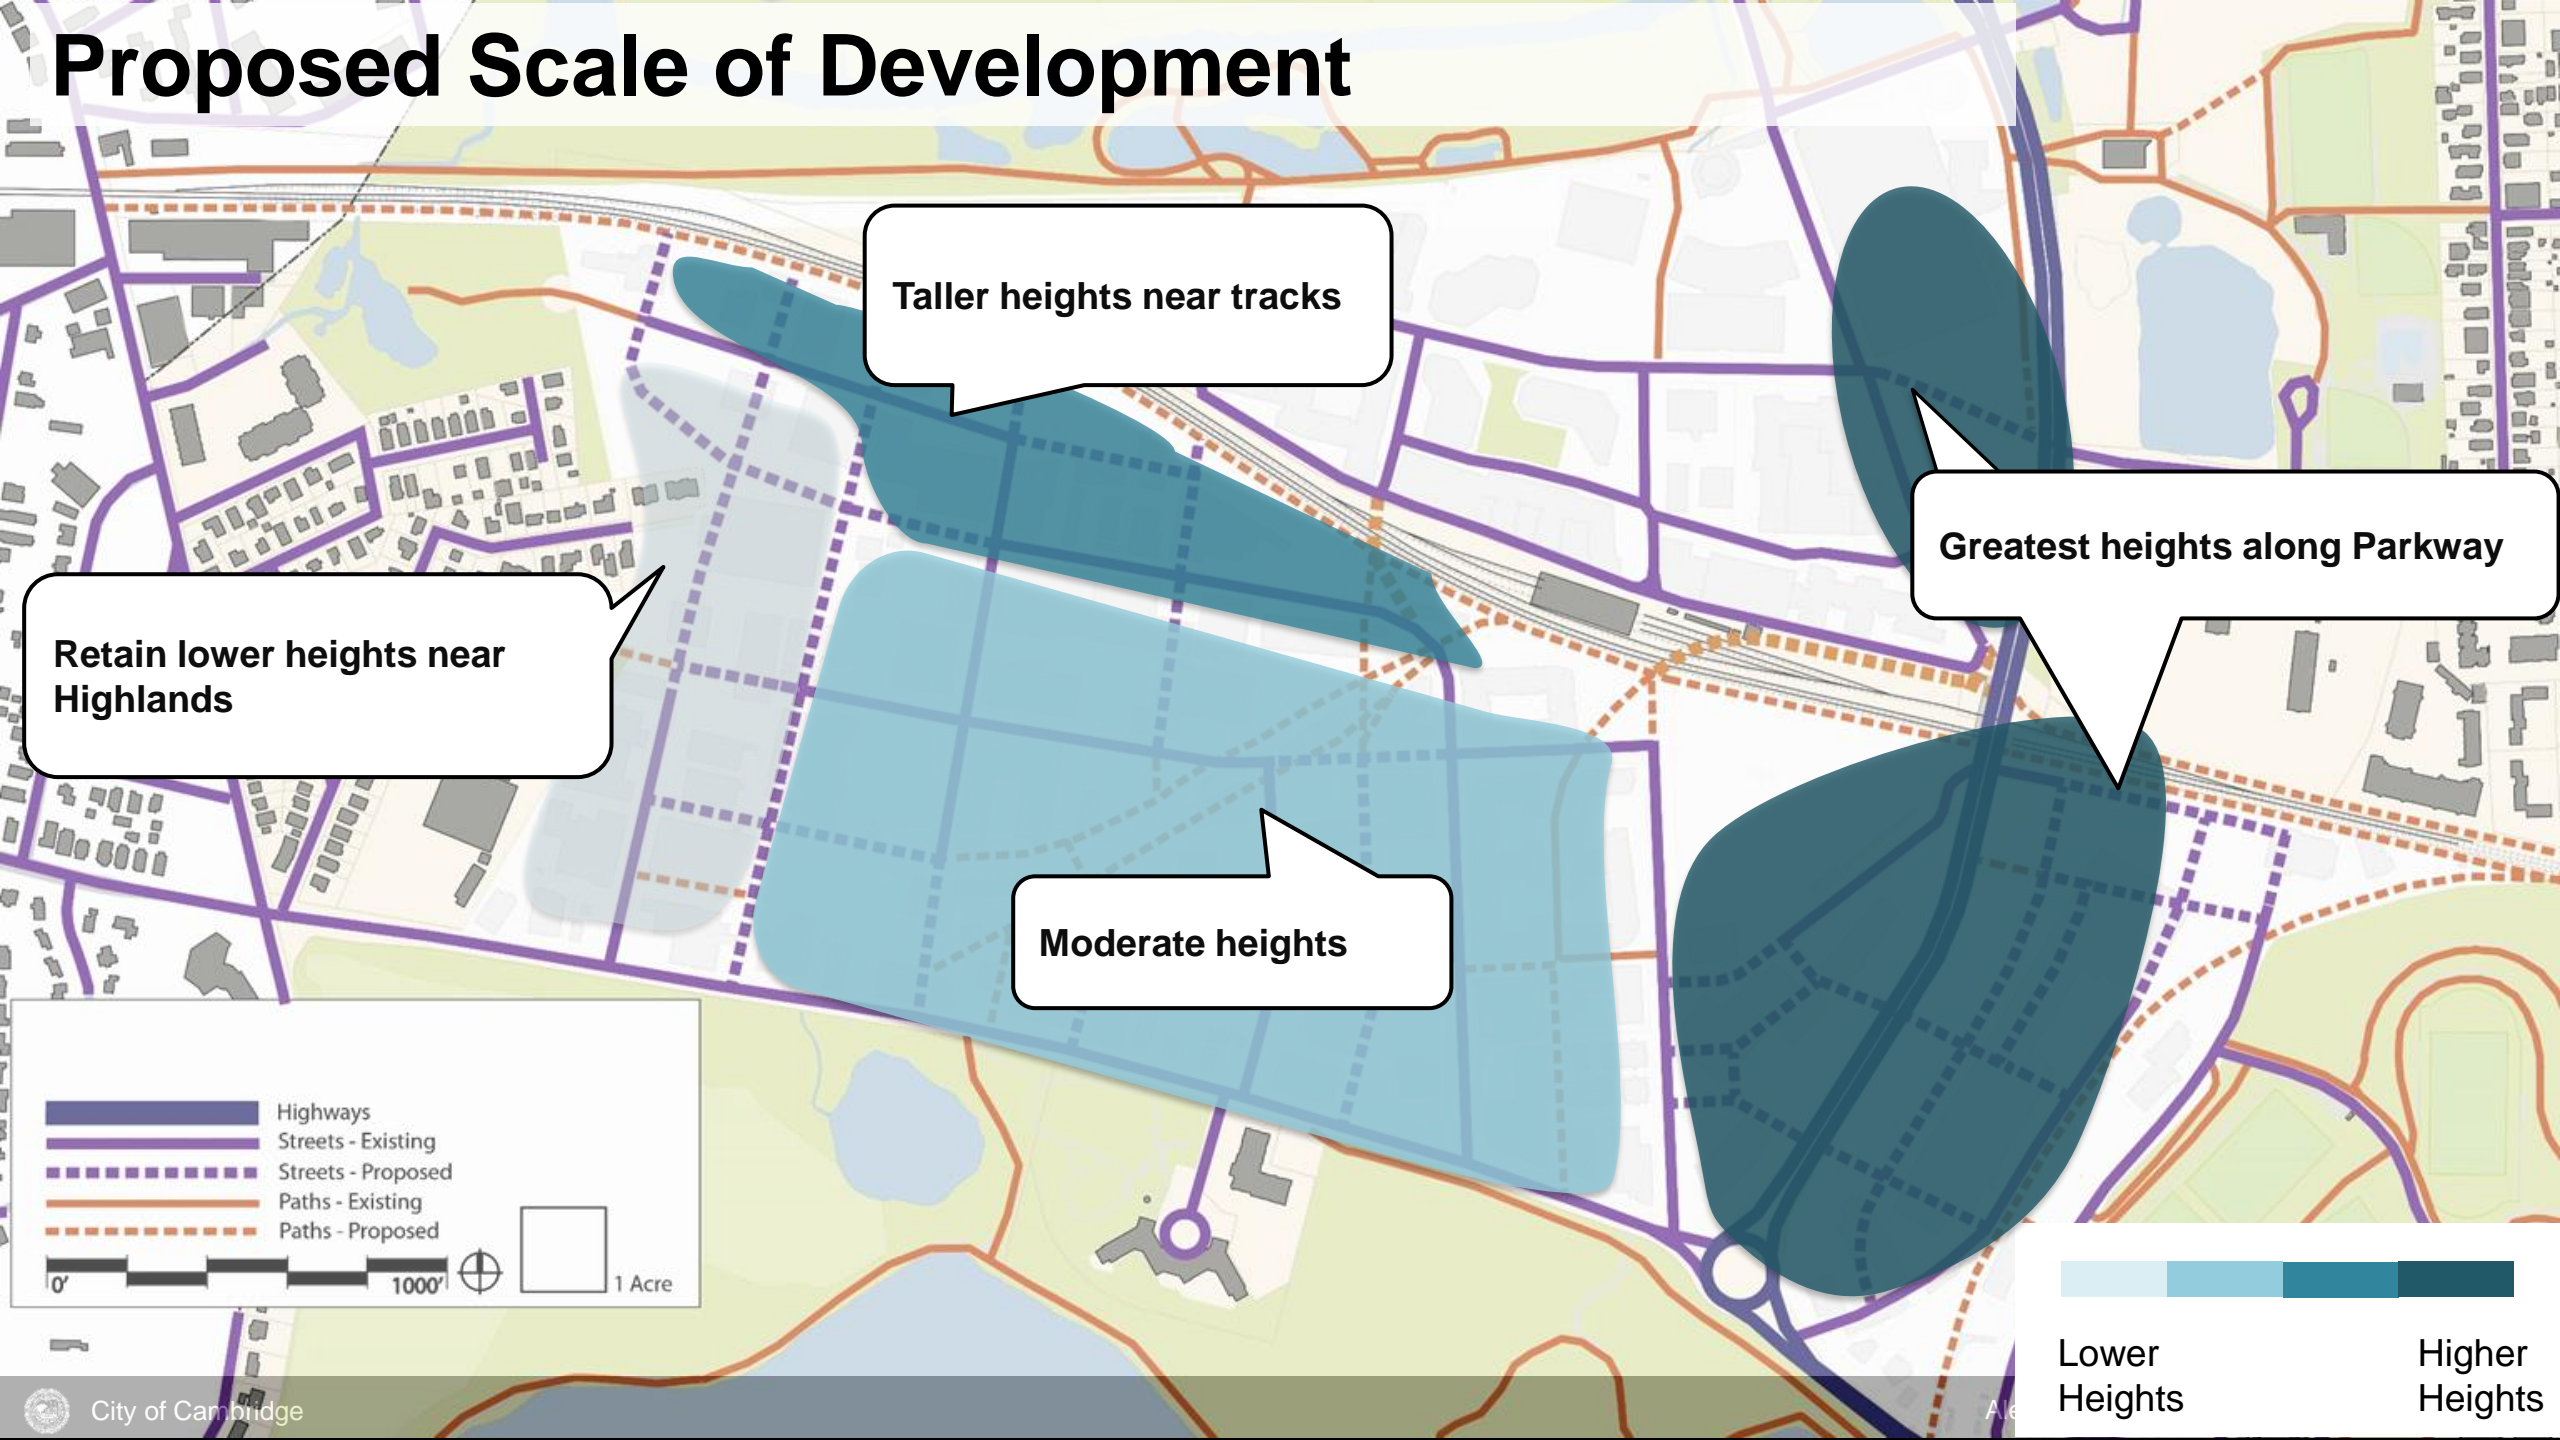 Proposed Scale of Development
Taller heights near tracks
Greatest heights along Parkway
Retain lower heights near
Highlands
Moderate heights
Highways
Streets - Existing
Streets - Proposed
Paths - Existing
Paths - Proposed
0' 1000' 1 Acre
Lower
Heights
Higher
Heights
City of Cambridge